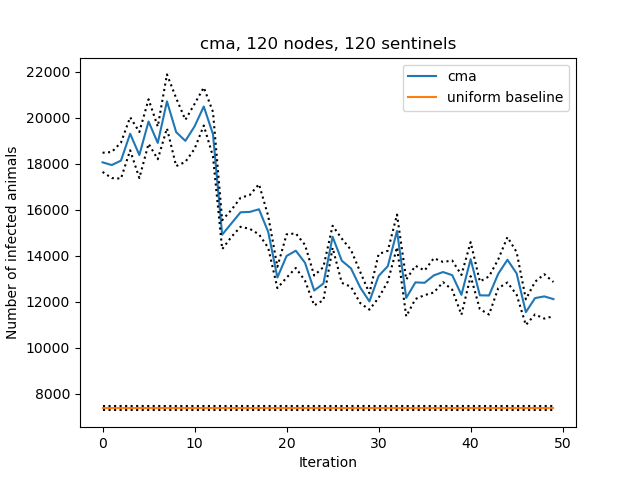 cma, 120 nodes, 120 sentinels
cma
uniform baseline
Number of infected animals
22000
20000
18000
16000
14000
12000
10000
8000
0 10 20 30 40 50
Iteration